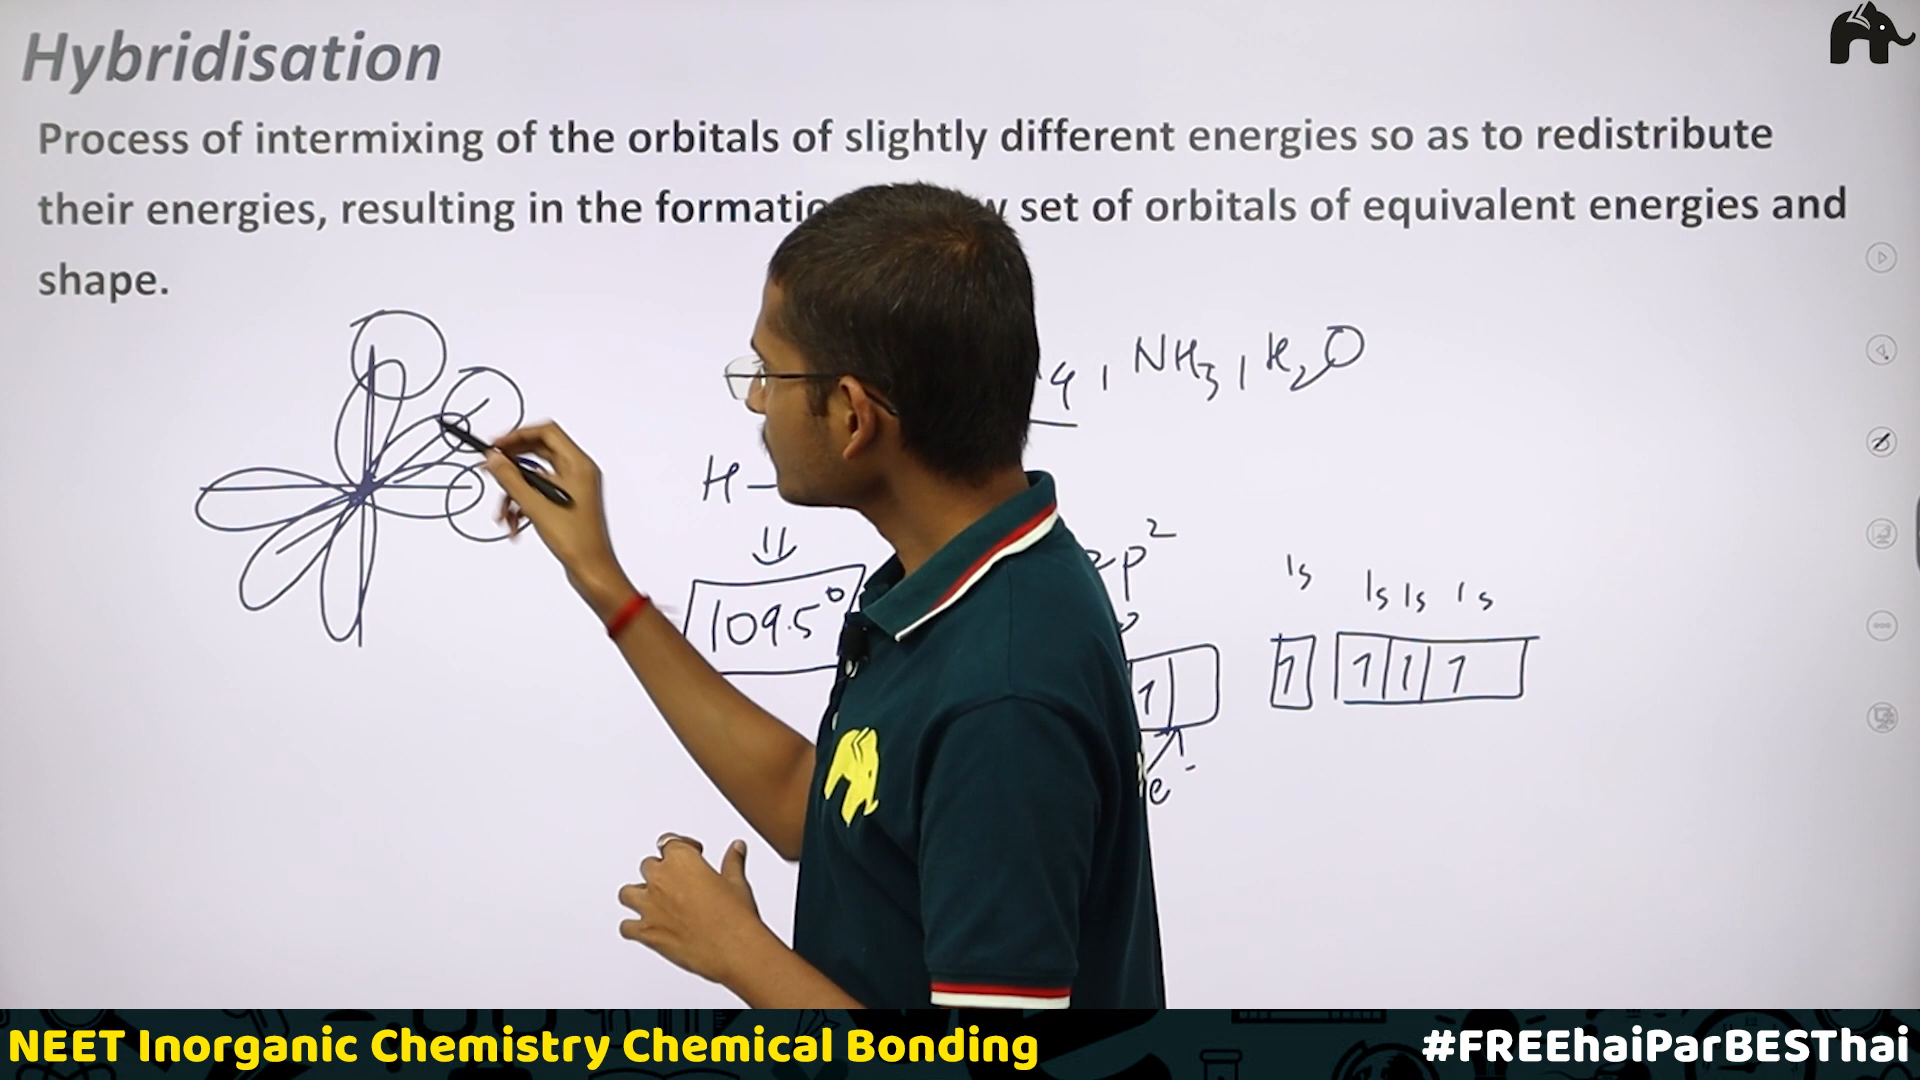 Hybridisation
Process of intermixing of the orbitals of slightly different energies so as to redistribute
their energies, resulting in the formatio set of orbitals of equivalent energies and
shape.
4 , NH3 , H2O
H –
109.5°
p²
1s 1s 1s 1s
1
1 1 1 1
e⁻
NEET Inorganic Chemistry Chemical Bonding
#FREEhaiParBESThai